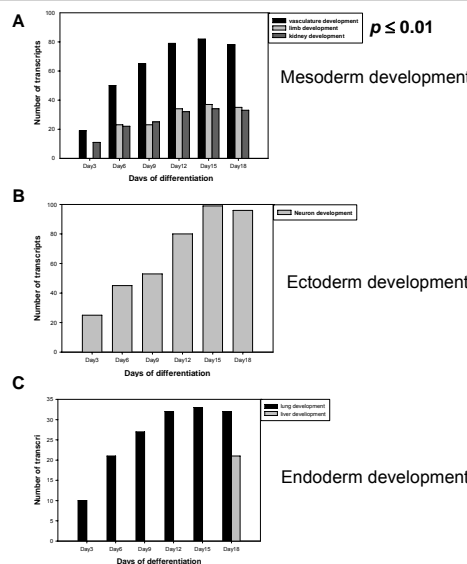 A
vasculature development
limb development
kidney development
p ≤ 0.01
Mesoderm development
Number of transcripts
100
80
60
40
20
0
Day3 Day6 Day9 Day12 Day15 Day18
Days of differentiation
B
Neuron development
Ectoderm development
Number of transcripts
100
80
60
40
20
0
Day3 Day6 Day9 Day12 Day15 Day18
Days of differentiation
C
lung development
liver development
Endoderm development
Number of transcri
35
30
25
20
15
10
5
0
Day3 Day6 Day9 Day12 Day15 Day18
Days of defferentiation